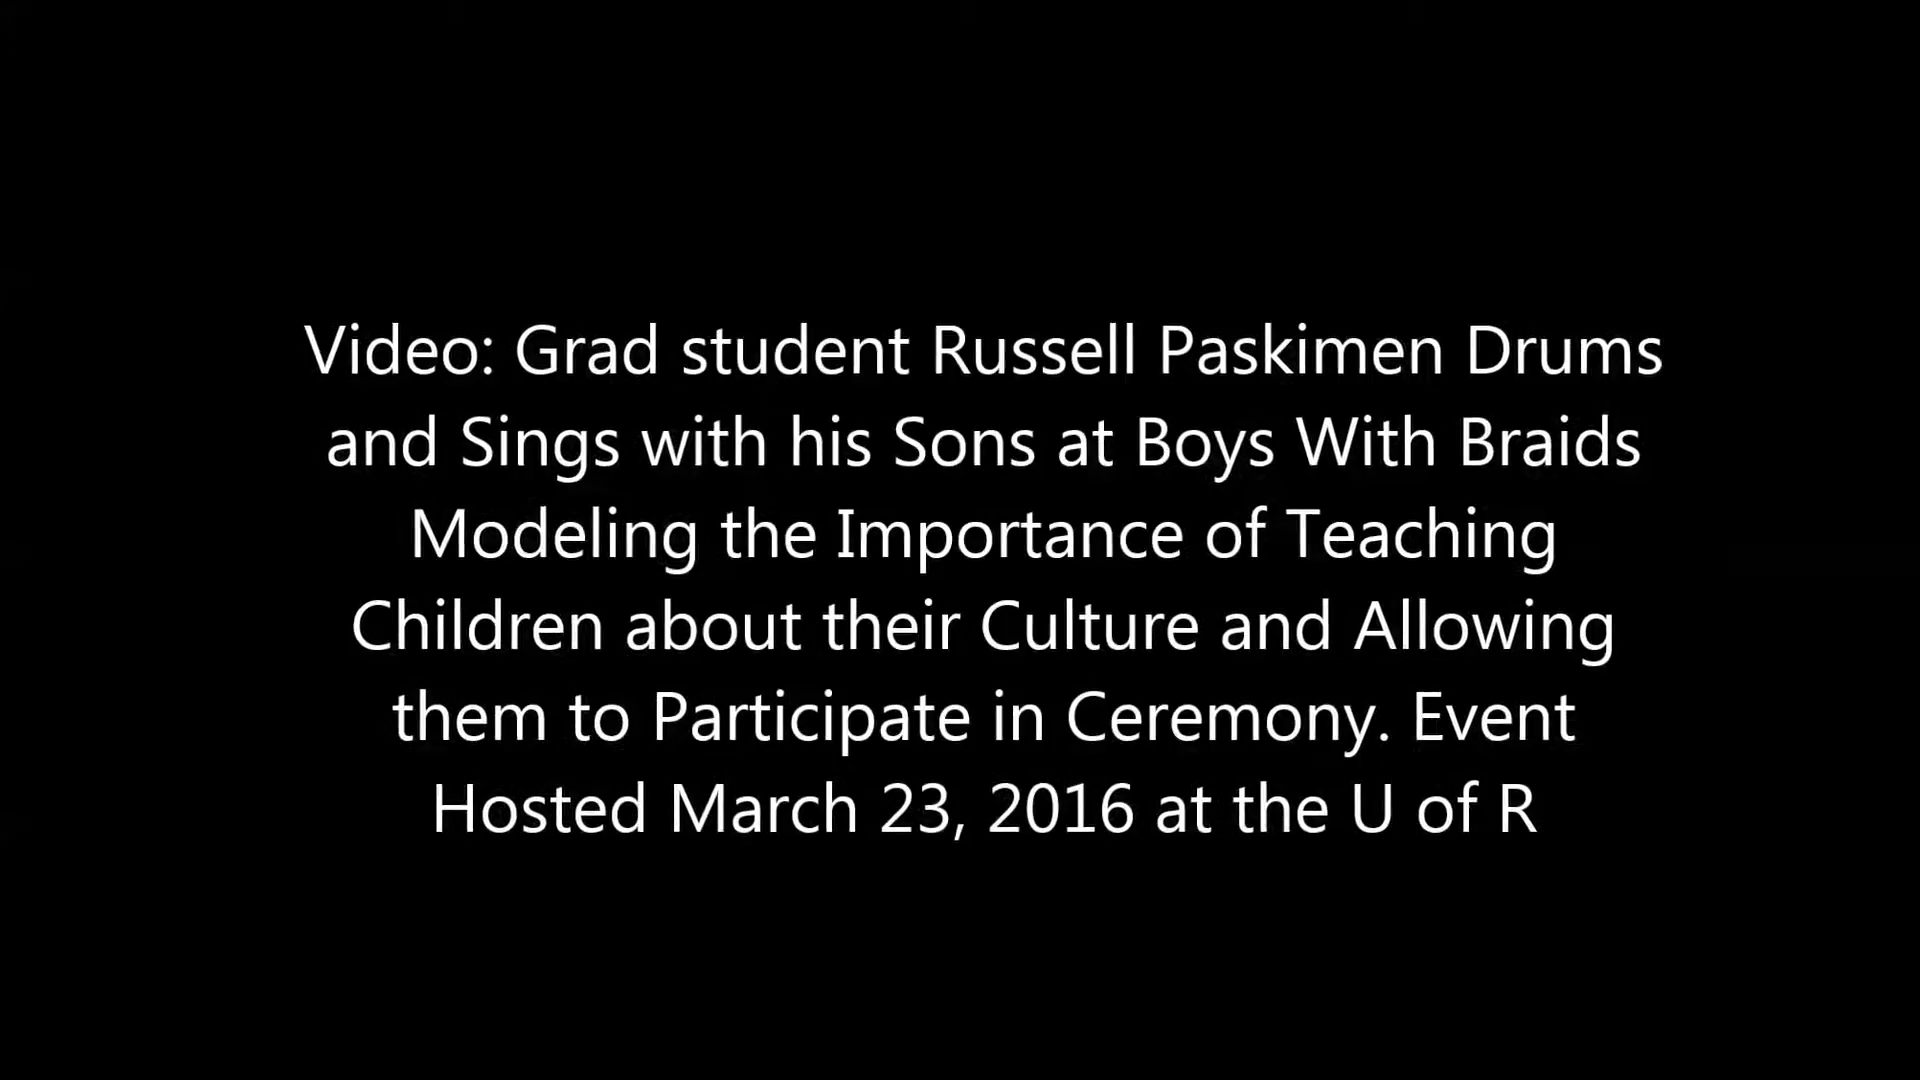 Video: Grad student Russell Paskimen Drums
and Sings with his Sons at Boys With Braids
Modeling the Importance of Teaching
Children about their Culture and Allowing
them to Participate in Ceremony. Event
Hosted March 23, 2016 at the U of R